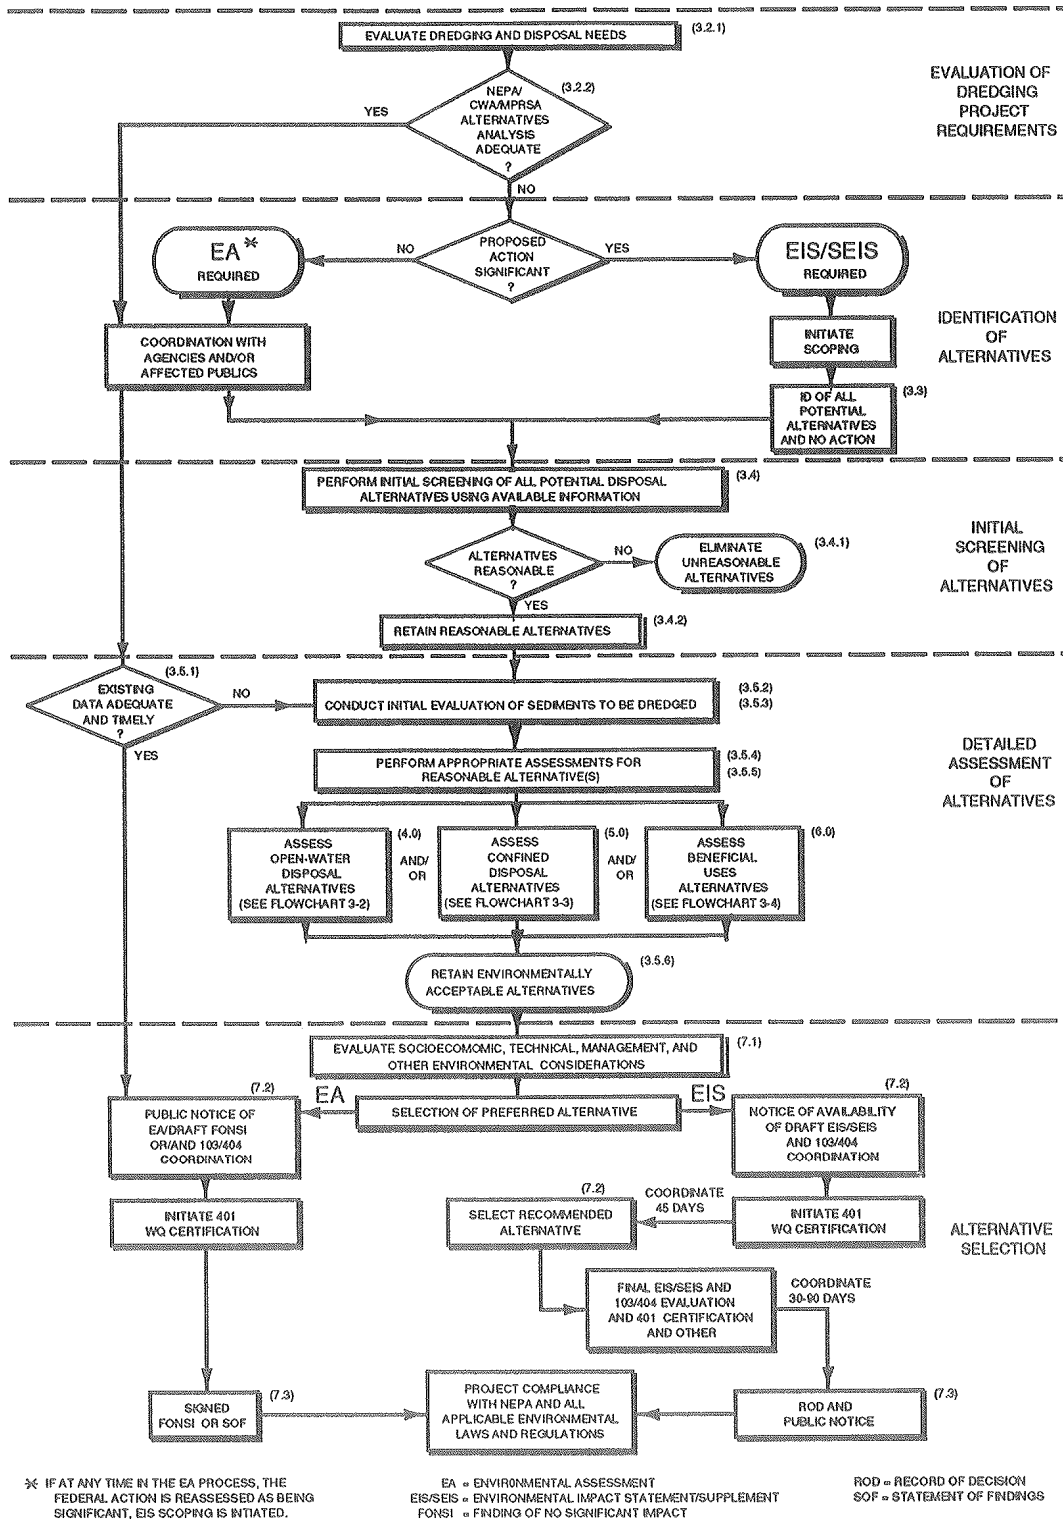 EVALUATE DREDGING AND DISPOSAL NEEDS
(3.2.1)
EVALUATION OF
DREDGING
PROJECT
REQUIREMENTS
NEPA/
CWA/MPRSA
ALTERNATIVES
ANALYSIS
ADEQUATE
?
(3.2.2)
YES
NO
EA*
REQUIRED
NO
PROPOSED
ACTION
SIGNIFICANT
?
YES
EIS/SEIS
REQUIRED
IDENTIFICATION
OF
ALTERNATIVES
COORDINATION WITH
AGENCIES AND/OR
AFFECTED PUBLICS
INITIATE
SCOPING
ID OF ALL
POTENTIAL
ALTERNATIVES
AND NO ACTION
(3.3)
PERFORM INITIAL SCREENING OF ALL POTENTIAL DISPOSAL
ALTERNATIVES USING AVAILABLE INFORMATION
(3.4)
INITIAL
SCREENING
OF
ALTERNATIVES
ALTERNATIVES
REASONABLE
?
NO
ELIMINATE
UNREASONABLE
ALTERNATIVES
(3.4.1)
YES
RETAIN REASONABLE ALTERNATIVES
(3.4.2)
EXISTING
DATA ADEQUATE
AND TIMELY
?
(3.5.1)
NO
YES
CONDUCT INITIAL EVALUATION OF SEDIMENTS TO BE DREDGED
(3.5.2)
(3.5.3)
DETAILED
ASSESSMENT
OF
ALTERNATIVES
PERFORM APPROPRIATE ASSESSMENTS FOR
REASONABLE ALTERNATIVE(S)
(3.5.4)
(3.5.5)
ASSESS
OPEN-WATER
DISPOSAL
ALTERNATIVES
(SEE FLOWCHART 3-2)
(4.0)
AND/
OR
ASSESS
CONFINED
DISPOSAL
ALTERNATIVES
(SEE FLOWCHART 3-3)
(5.0)
AND/
OR
ASSESS
BENEFICIAL
USES
ALTERNATIVES
(SEE FLOWCHART 3-4)
(6.0)
RETAIN ENVIRONMENTALLY
ACCEPTABLE ALTERNATIVES
(3.5.6)
EVALUATE SOCIOECOMOMIC, TECHNICAL, MANAGEMENT, AND
OTHER ENVIRONMENTAL CONSIDERATIONS
(7.1)
EA
SELECTION OF PREFERRED ALTERNATIVE
EIS
(7.2)
PUBLIC NOTICE OF
EA/DRAFT FONSI
OR/AND 103/404
COORDINATION
(7.2)
NOTICE OF AVAILABILITY
OF DRAFT EIS/SEIS
AND 103/404
COORDINATION
INITIATE 401
WQ CERTIFICATION
(7.2)
SELECT RECOMMENDED
ALTERNATIVE
COORDINATE
45 DAYS
INITIATE 401
WQ CERTIFICATION
ALTERNATIVE
SELECTION
FINAL EIS/SEIS AND
103/404 EVALUATION
AND 401 CERTIFICATION
AND OTHER
COORDINATE
30-90 DAYS
SIGNED
FONSI OR SOF
(7.3)
PROJECT COMPLIANCE
WITH NEPA AND ALL
APPLICABLE ENVIRONMENTAL
LAWS AND REGULATIONS
ROD AND
PUBLIC NOTICE
(7.3)
* IF AT ANY TIME IN THE EA PROCESS, THE
FEDERAL ACTION IS REASSESSED AS BEING
SIGNIFICANT, EIS SCOPING IS INTIATED.
EA = ENVIRONMENTAL ASSESSMENT
EIS/SEIS = ENVIRONMENTAL IMPACT STATEMENT/SUPPLEMENT
FONSI = FINDING OF NO SIGNIFICANT IMPACT
ROD = RECORD OF DECISION
SOF = STATEMENT OF FINDINGS